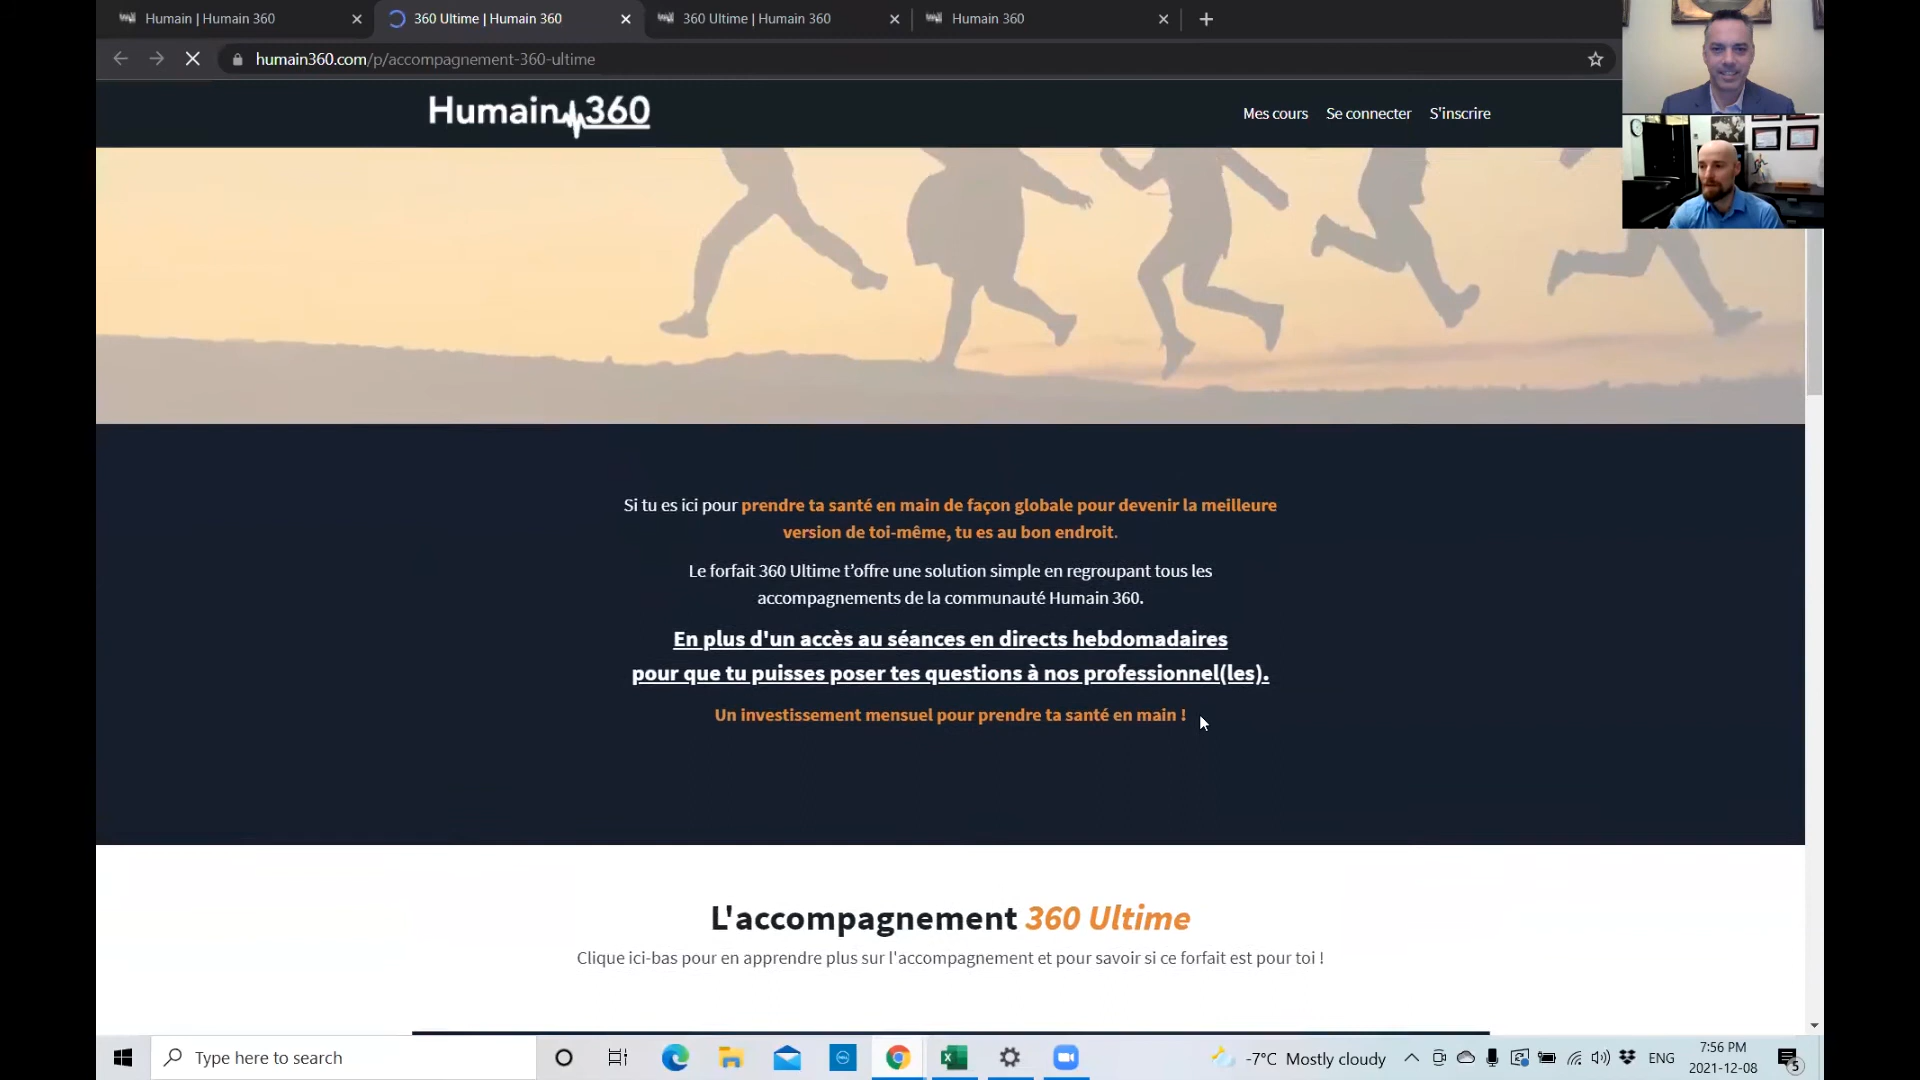 Humain | Humain 360
360 Ultime | Humain 360
360 Ultime | Humain 360
Humain 360
humain360.com/p/accompagnement-360-ultime
Humain 360
Mes cours Se connecter S'inscrire
Si tu es ici pour prendre ta santé en main de façon globale pour devenir la meilleure
version de toi-même, tu es au bon endroit.
Le forfait 360 Ultime t’offre une solution simple en regroupant tous les
accompagnements de la communauté Humain 360.
En plus d'un accès au séances en directs hebdomadaires
pour que tu puisses poser tes questions à nos professionnel(les).
Un investissement mensuel pour prendre ta santé en main !
L'accompagnement 360 Ultime
Clique ici-bas pour en apprendre plus sur l'accompagnement et pour savoir si ce forfait est pour toi !
Type here to search
-7°C Mostly cloudy
ENG
7:56 PM
2021-12-08
5